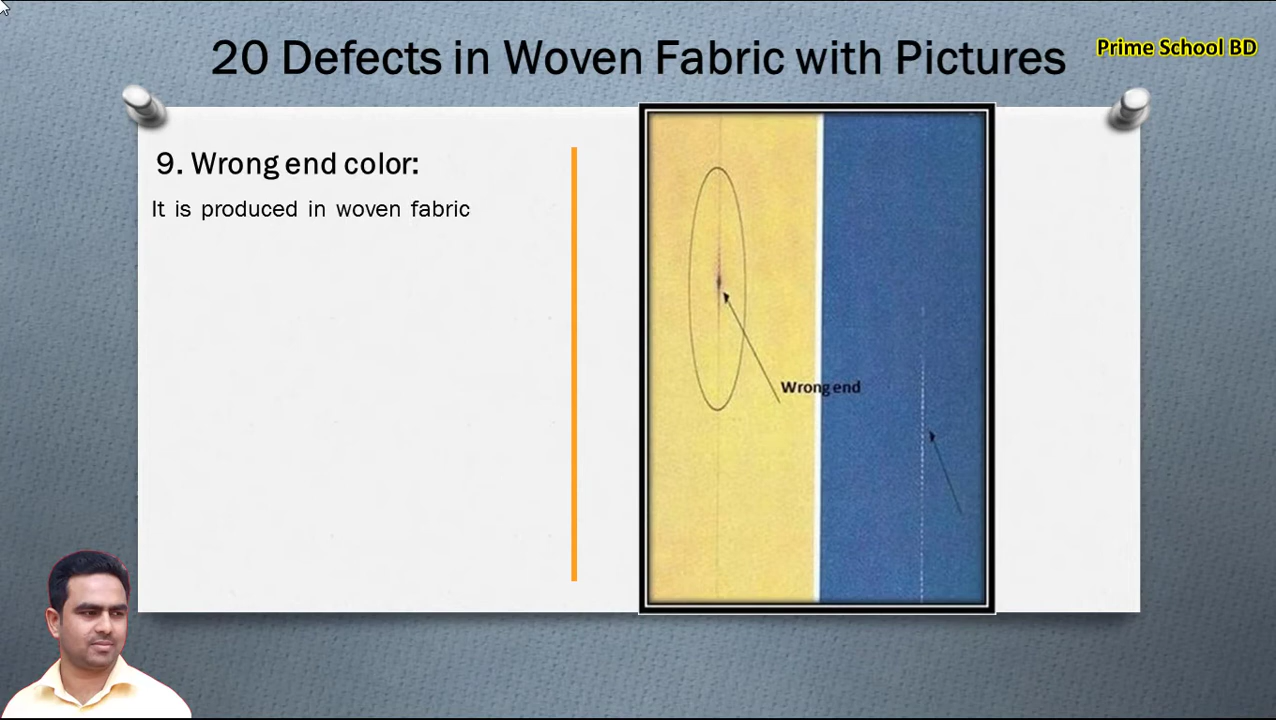 20 Defects in Woven Fabric with Pictures
Prime School BD
9. Wrong end color:
It is produced in woven fabric
Wrong end